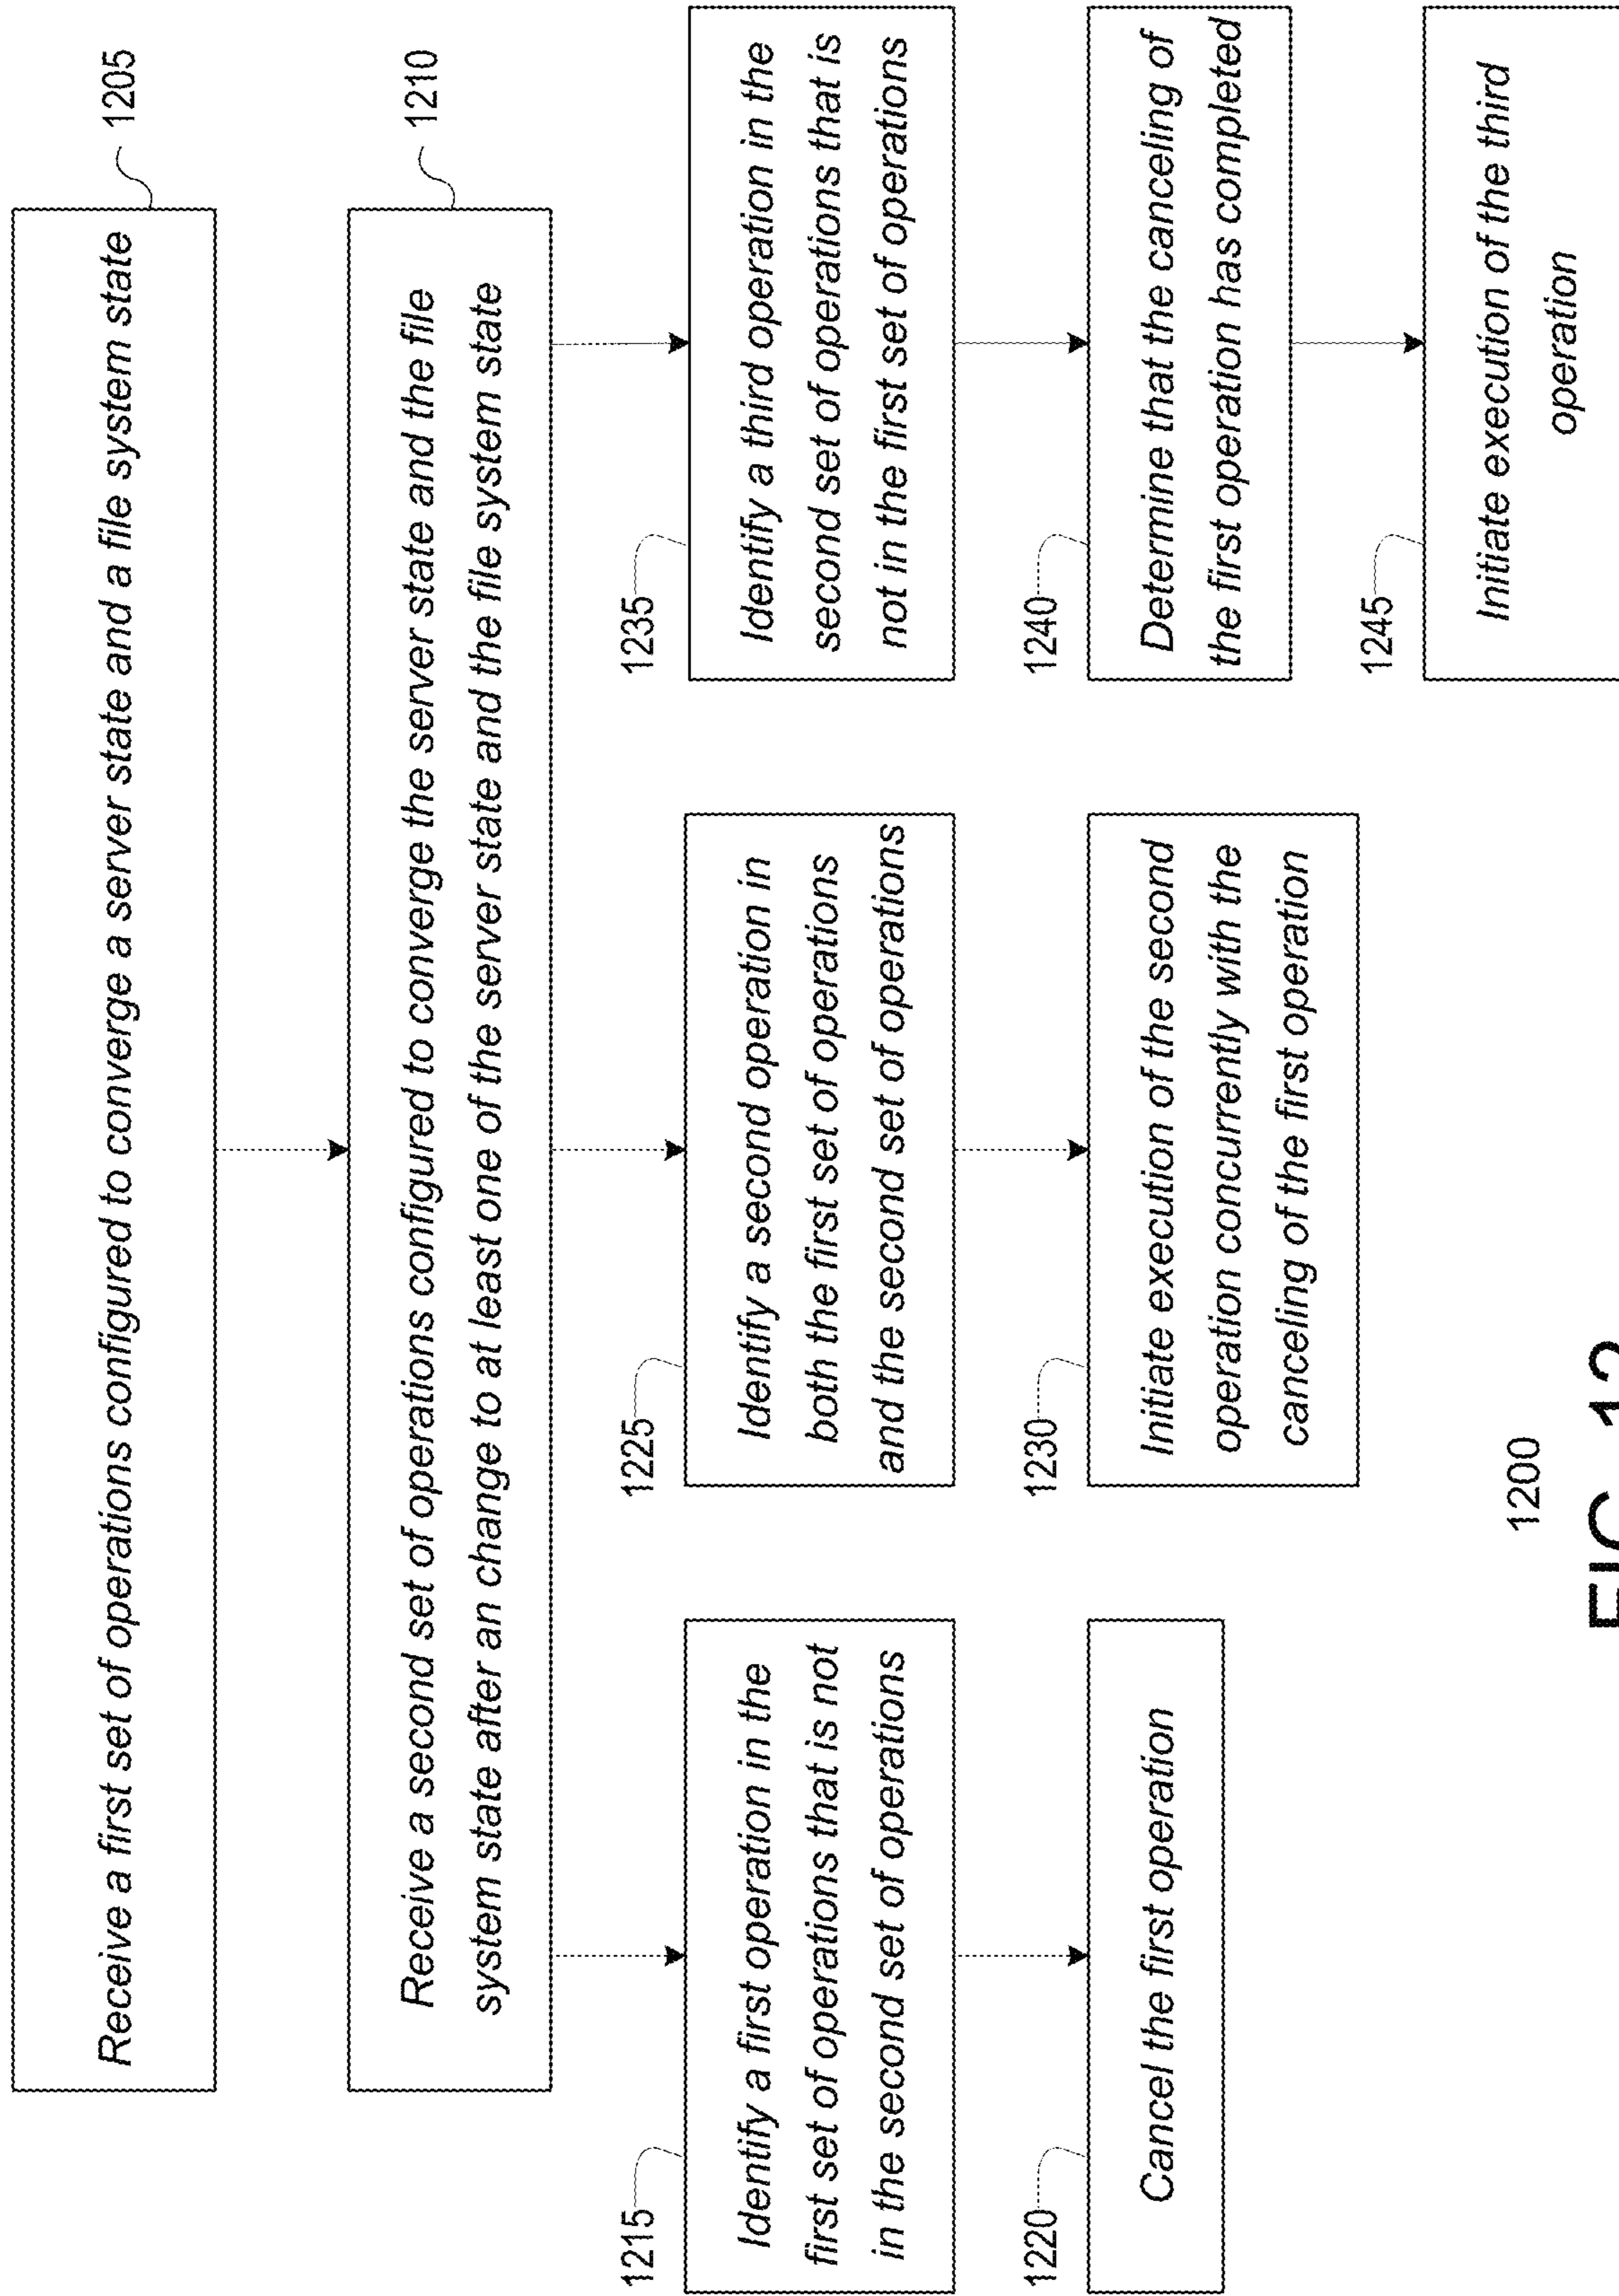 Receive a first set of operations configured to converge a server state and a file system state
1205
Receive a second set of operations configured to converge the server state and the file
system state after an change to at least one of the server state and the file system state
1210
1215
Identify a first operation in the
first set of operations that is not
in the second set of operations
1220
Cancel the first operation
1225
Identify a second operation in
both the first set of operations
and the second set of operations
1230
Initiate execution of the second
operation concurrently with the
canceling of the first operation
1235
Identify a third operation in the
second set of operations that is
not in the first set of operations
1240
Determine that the canceling of
the first operation has completed
1245
Initiate execution of the third
operation
1200
FIG. 12